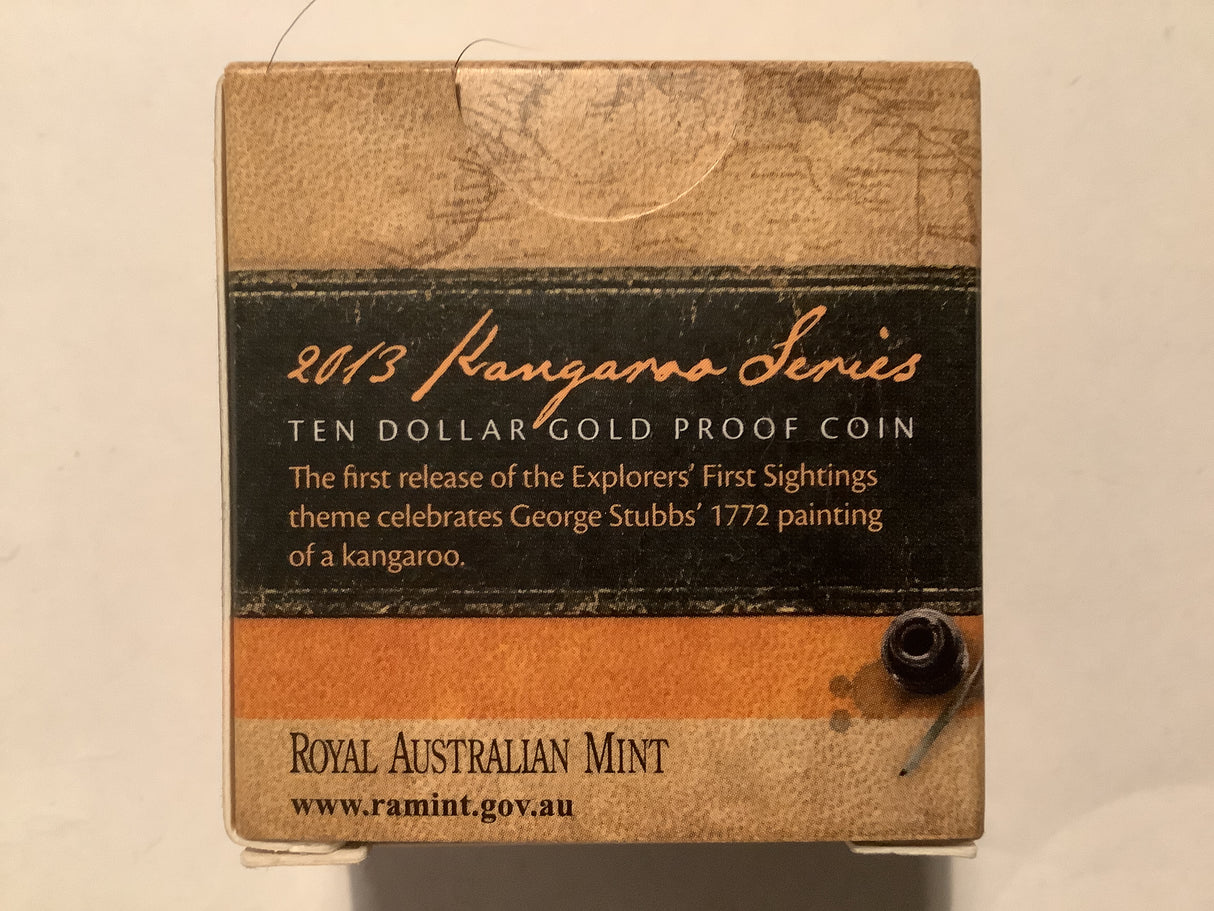 2013 Kangaroo Series
TEN DOLLAR GOLD PROOF COIN
The first release of the Explorers' First Sightings
theme celebrates George Stubbs' 1772 painting
of a kangaroo.
ROYAL AUSTRALIAN MINT
www.ramint.gov.au